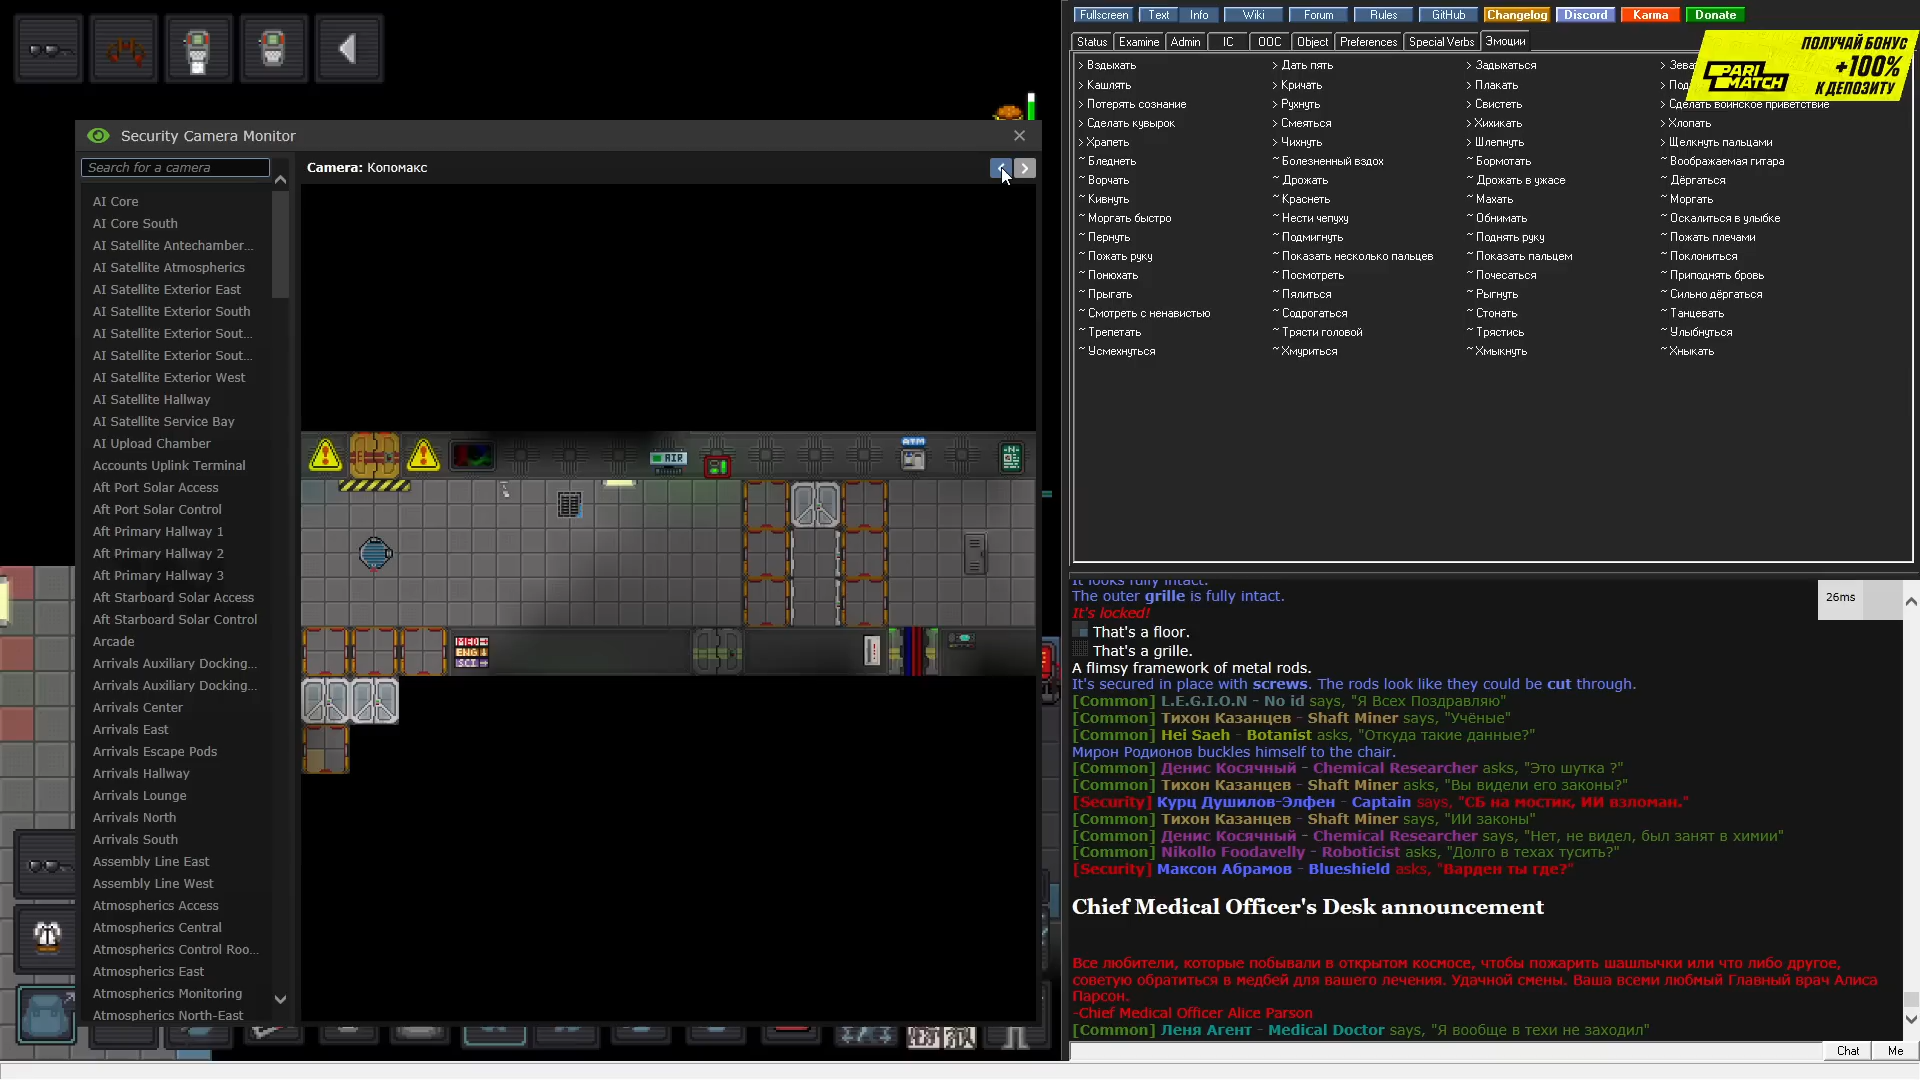 Fullscreen Text Info Wiki Forum Rules GitHub Changelog Discord Karma Donate
Status Examine Admin IC OOC Object Preferences Special Verbs Эмоции
ПОЛУЧАЙ БОНУС
+100%
К ДЕПОЗИТУ
PARI
MATCH
> Вздыхать > Дать пять > Задыхаться
> Кашлять > Кричать > Плакать
> Потерять сознание > Рухнуть > Свистеть > Сделать воинское приветствие
> Сделать кувырок > Смеяться > Хихикать > Хлопать
> Храпеть > Чихнуть > Шлепнуть > Щелкнуть пальцами
~ Бледнеть ~ Болезненный вздох ~ Бормотать ~ Воображаемая гитара
~ Ворчать ~ Дрожать ~ Дрожать в ужасе ~ Дёргаться
~ Кивнуть ~ Краснеть ~ Махать ~ Моргать
~ Моргать быстро ~ Нести чепуху ~ Обнимать ~ Оскалиться в улыбке
~ Пернуть ~ Подмигнуть ~ Поднять руку ~ Пожать плечами
~ Пожать руку ~ Показать несколько пальцев ~ Показать пальцем ~ Поклониться
~ Понюхать ~ Посмотреть ~ Почесаться ~ Приподнять бровь
~ Прыгать ~ Пялиться ~ Рыгнуть ~ Сильно дёргаться
~ Смотреть с ненавистью ~ Содрогаться ~ Стонать ~ Танцевать
~ Трепетать ~ Трясти головой ~ Трястись ~ Улыбнуться
~ Усмехнуться ~ Хмуриться ~ Хмыкнуть ~ Хныкать
Security Camera Monitor
Search for a camera
Camera: Копомакс
AI Core
AI Core South
AI Satellite Antechamber...
AI Satellite Atmospherics
AI Satellite Exterior East
AI Satellite Exterior South
AI Satellite Exterior Sout...
AI Satellite Exterior Sout...
AI Satellite Exterior West
AI Satellite Hallway
AI Satellite Service Bay
AI Upload Chamber
Accounts Uplink Terminal
Aft Port Solar Access
Aft Port Solar Control
Aft Primary Hallway 1
Aft Primary Hallway 2
Aft Primary Hallway 3
Aft Starboard Solar Access
Aft Starboard Solar Control
Arcade
Arrivals Auxiliary Docking...
Arrivals Auxiliary Docking...
Arrivals Center
Arrivals East
Arrivals Escape Pods
Arrivals Hallway
Arrivals Lounge
Arrivals North
Arrivals South
Assembly Line East
Assembly Line West
Atmospherics Access
Atmospherics Central
Atmospherics Control Roo...
Atmospherics East
Atmospherics Monitoring
Atmospherics North-East
AIR
ATM
MED
ENG
SCI
It looks fully intact.
The outer grille is fully intact.
It's locked!
That's a floor.
That's a grille.
A flimsy framework of metal rods.
It's secured in place with screws. The rods look like they could be cut through.
[Common] L.E.G.I.O.N - No id says, "Я Всех Поздравляю"
[Common] Тихон Казанцев - Shaft Miner says, "Учёные"
[Common] Hei Saeh - Botanist asks, "Откуда такие данные?"
Мирон Родионов buckles himself to the chair.
[Common] Денис Косячный - Chemical Researcher asks, "Это шутка ?"
[Common] Тихон Казанцев - Shaft Miner asks, "Вы видели его законы?"
[Security] Курц Душилов-Элфен - Captain says, "СБ на мостик, ИИ взломан."
[Common] Тихон Казанцев - Shaft Miner says, "ИИ законы"
[Common] Денис Косячный - Chemical Researcher says, "Нет, не видел, был занят в химии"
[Common] Nikollo Foodavelly - Roboticist asks, "Долго в техах тусить?"
[Security] Максон Абрамов - Blueshield asks, "Варден ты где?"
Chief Medical Officer's Desk announcement
Все любители, которые побывали в открытом космосе, чтобы пожарить шашлычки или что либо другое,
советую обратиться в медбей для вашего лечения. Удачной смены. Ваша всеми любмый Главный врач Алиса
Парсон.
-Chief Medical Officer Alice Parson
[Common] Леня Агент - Medical Doctor says, "Я вообще в техи не заходил"
26ms
Chat Me